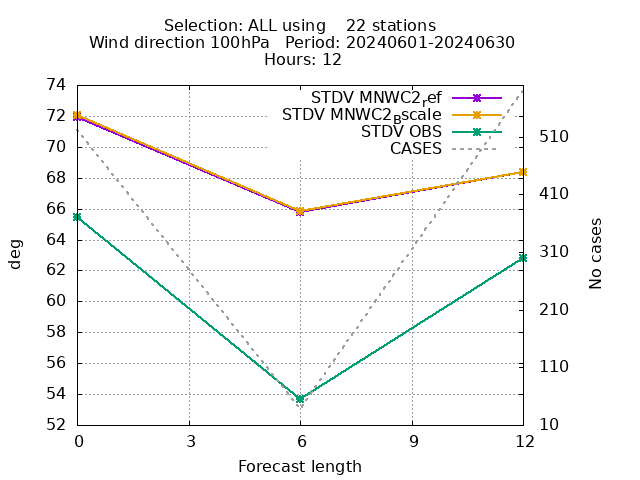 Selection: ALL using    22 stations
Wind direction 100hPa   Period: 20240601-20240630
Hours: 12
STDV MNWC2ref
STDV MNWC2Bscale
STDV OBS
CASES
74
72
70
68
66
64
62
60
58
56
54
52
deg
510
410
310
210
110
10
No cases
0 3 6 9 12
Forecast length